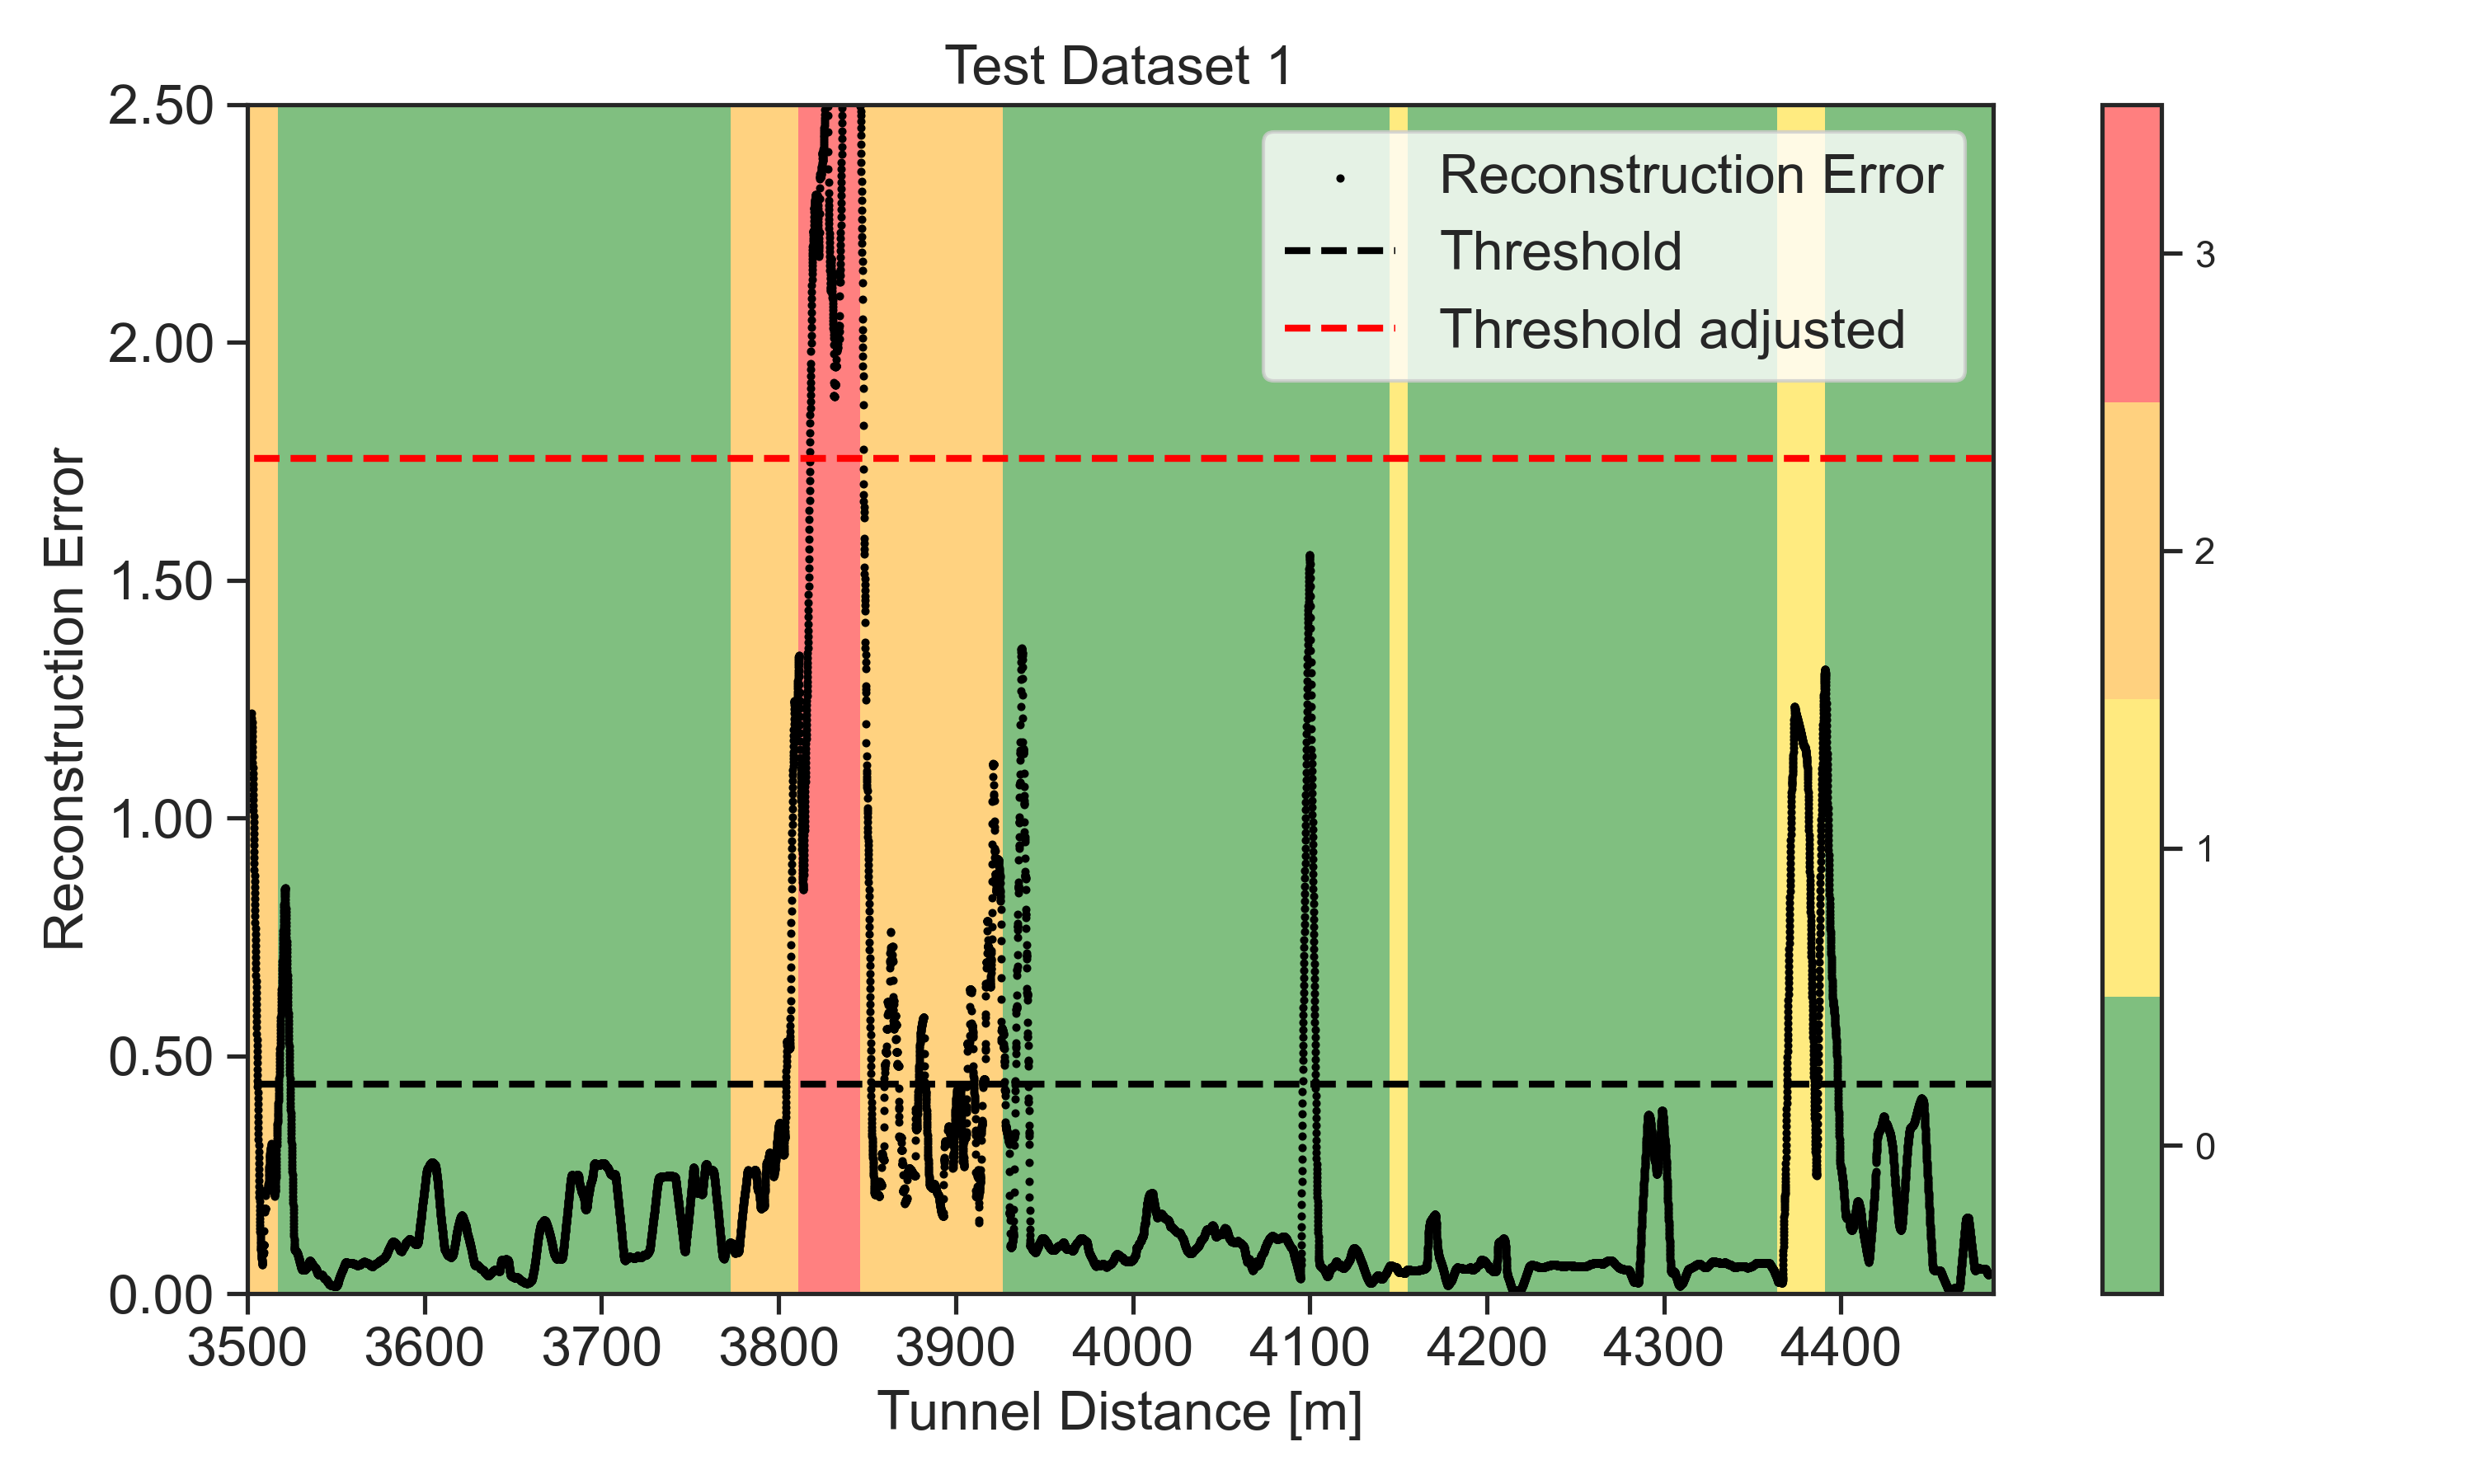 Test Dataset 1
2.50
2.00
1.50
1.00
0.50
0.00
Reconstruction Error
Reconstruction Error
Threshold
Threshold adjusted
3500 3600 3700 3800 3900 4000 4100 4200 4300 4400
Tunnel Distance [m]
3
2
1
0